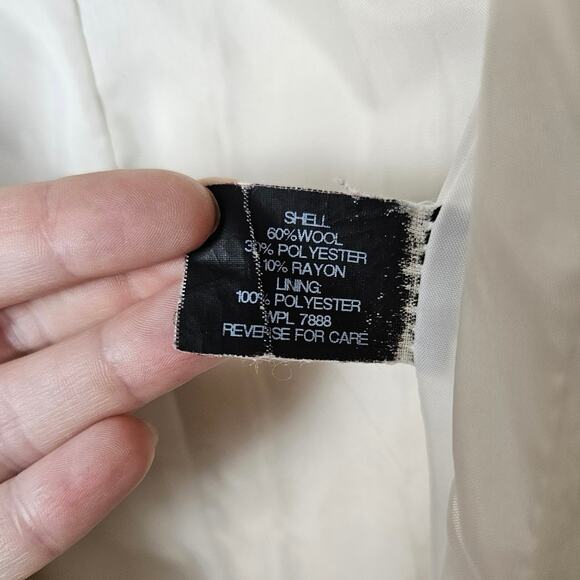 SHELL
60%WOOL
30% POLYESTER
10% RAYON
LINING:
100% POLYESTER
WPL 7888
REVERSE FOR CARE